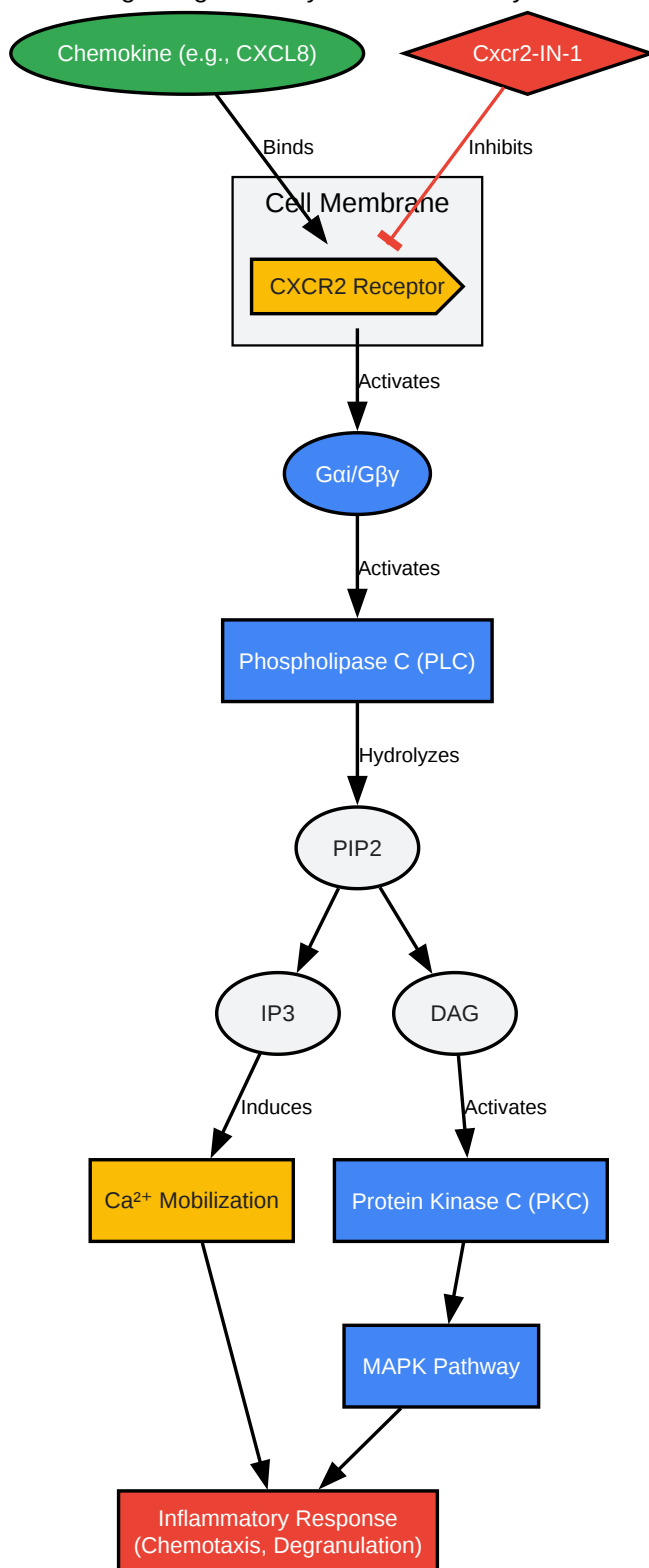 Chemokine (e.g., CXCL8)
Cxcr2-IN-1
Binds
Inhibits
Cell Membrane
CXCR2 Receptor
Activates
Gαi/Gβγ
Activates
Phospholipase C (PLC)
Hydrolyzes
PIP2
IP3
DAG
Induces
Activates
Ca²⁺ Mobilization
Protein Kinase C (PKC)
MAPK Pathway
Inflammatory Response
(Chemotaxis, Degranulation)